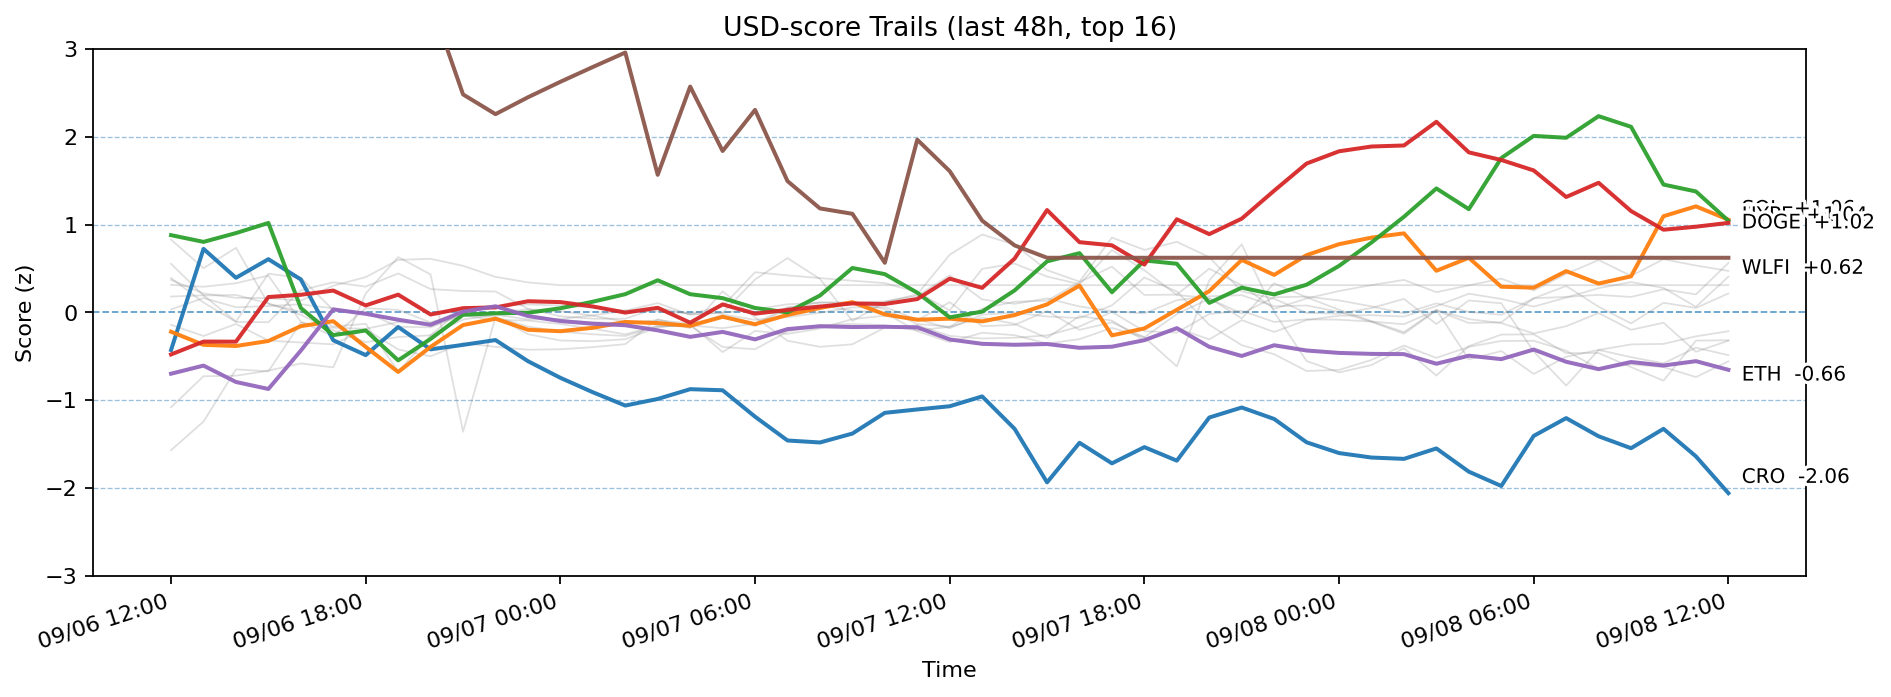 USD-score Trails (last 48h, top 16)
Score (z)
3
2
1
0
−1
−2
−3
+1.06
DOGE +1.02
WLFI +0.62
ETH -0.66
CRO -2.06
09/06 12:00
09/06 18:00
09/07 00:00
09/07 06:00
09/07 12:00
09/07 18:00
09/08 00:00
09/08 06:00
09/08 12:00
Time